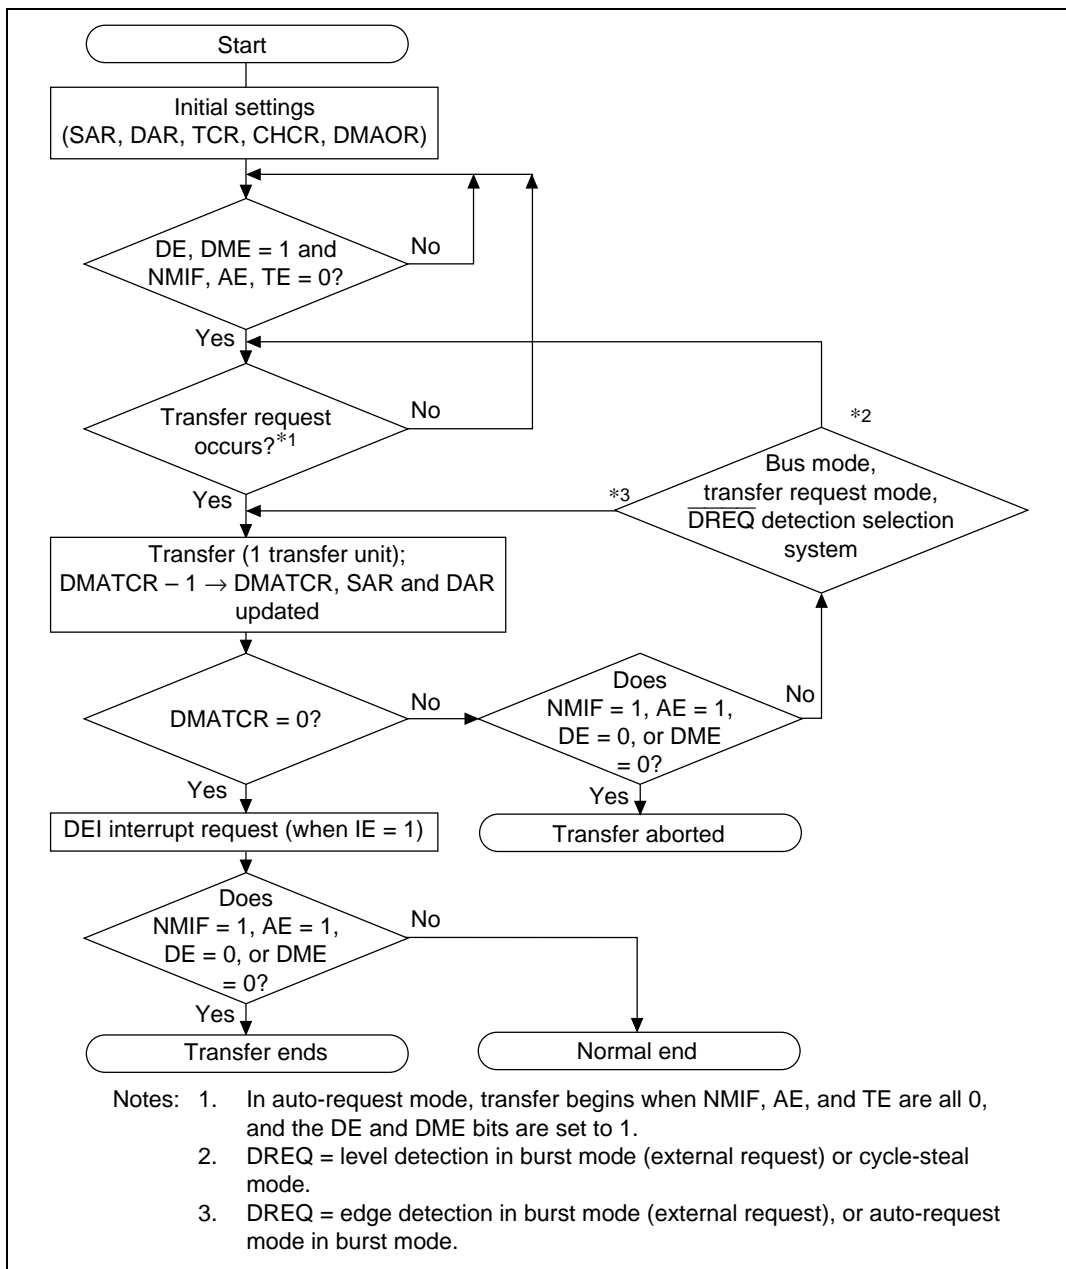 Start
Initial settings
(SAR, DAR, TCR, CHCR, DMAOR)
DE, DME = 1 and
NMIF, AE, TE = 0?
No
Yes
Transfer request
occurs?*1
No
Yes
*2
Bus mode,
transfer request mode,
DREQ detection selection
system
*3
Transfer (1 transfer unit);
DMATCR – 1 → DMATCR, SAR and DAR
updated
DMATCR = 0?
No
Yes
Does
NMIF = 1, AE = 1,
DE = 0, or DME
= 0?
No
Yes
Transfer aborted
DEI interrupt request (when IE = 1)
Does
NMIF = 1, AE = 1,
DE = 0, or DME
= 0?
No
Yes
Transfer ends
Normal end
Notes: 1. In auto-request mode, transfer begins when NMIF, AE, and TE are all 0,
and the DE and DME bits are set to 1.
2. DREQ = level detection in burst mode (external request) or cycle-steal
mode.
3. DREQ = edge detection in burst mode (external request), or auto-request
mode in burst mode.